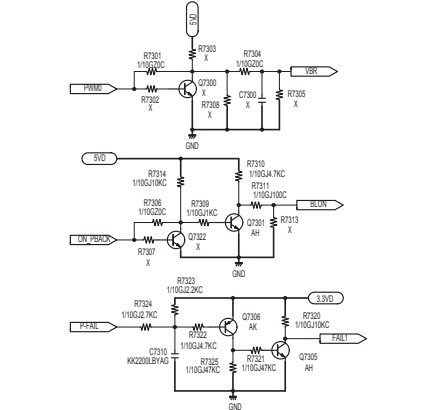 5VD
R7301
1/10GZ0C
R7303
X
R7304
1/10GZ0C
VBR
PWM0
R7302
X
Q7300
X
R7308
X
C7300
X
R7305
X
GND
5VD
R7314
1/10GJ10KC
R7310
1/10GJ4.7KC
R7311
1/10GJ100C
BLON
R7306
1/10GZ0C
R7309
1/10GJ1KC
ON_PBACK
R7307
X
Q7322
X
Q7301
AH
R7313
X
GND
R7323
1/10GJ2.2KC
3.3VD
R7324
1/10GJ2.7KC
Q7306
AK
R7320
1/10GJ10KC
P-FAIL
R7322
1/10GJ4.7KC
FAIL1
C7310
KK2200LBYAG
R7325
1/10GJ47KC
R7321
1/10GJ47KC
Q7305
AH
GND